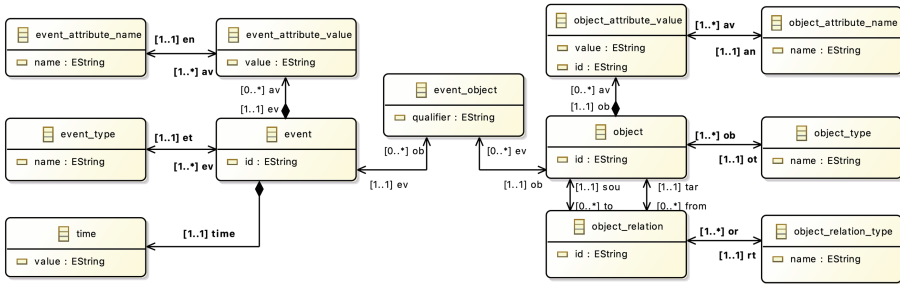 event_attribute_name
name : EString
[1..1] en
[1..*] av
event_attribute_value
value : EString
[0..*] av
[1..1] ev
event_type
name : EString
[1..1] et
[1..*] ev
event
id : EString
time
value : EString
[1..1] time
event_object
qualifier : EString
[0..*] ob
[1..1] ev
[0..*] ev
[1..1] ob
object_attribute_value
value : EString
id : EString
[1..*] av
[1..1] an
object_attribute_name
name : EString
[0..*] av
[1..1] ob
object
id : EString
[1..*] ob
[1..1] ot
object_type
name : EString
[1..1] sou
[0..*] to
[1..1] tar
[0..*] from
object_relation
id : EString
[1..*] or
[1..1] rt
object_relation_type
name : EString